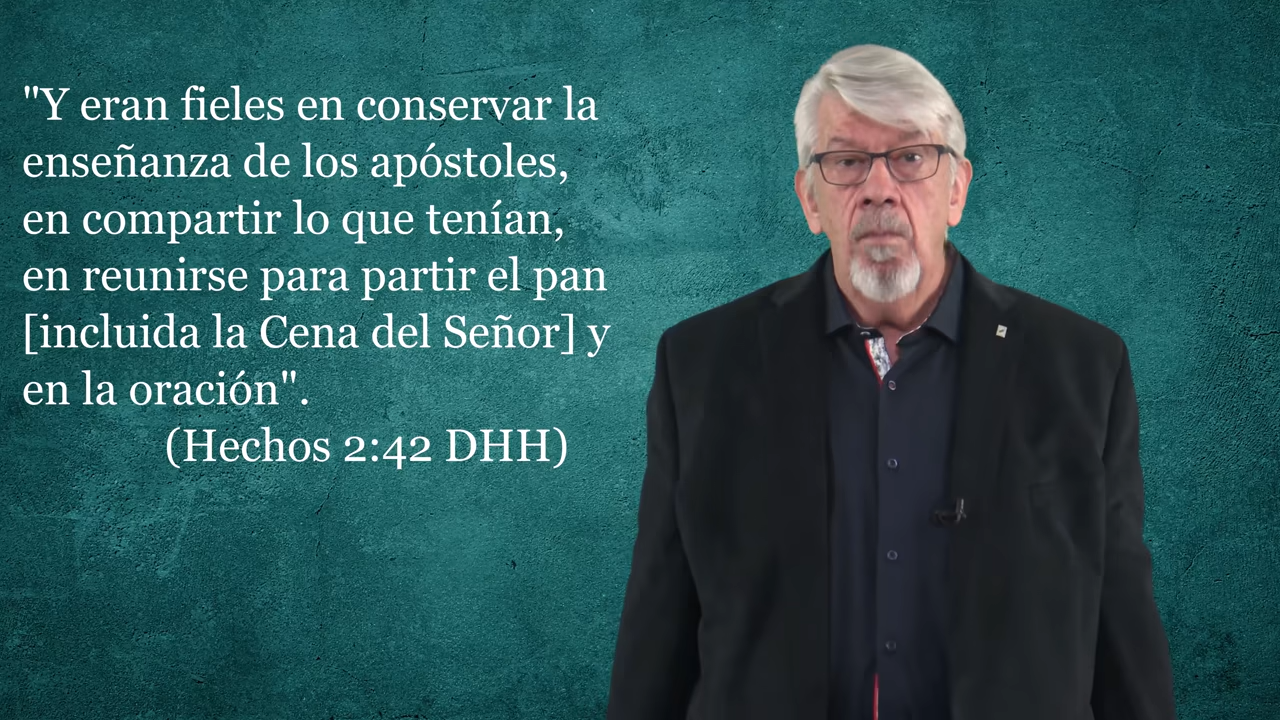 "Y eran fieles en conservar la
enseñanza de los apóstoles,
en compartir lo que tenían,
en reunirse para partir el pan
[incluida la Cena del Señor] y
en la oración".
(Hechos 2:42 DHH)